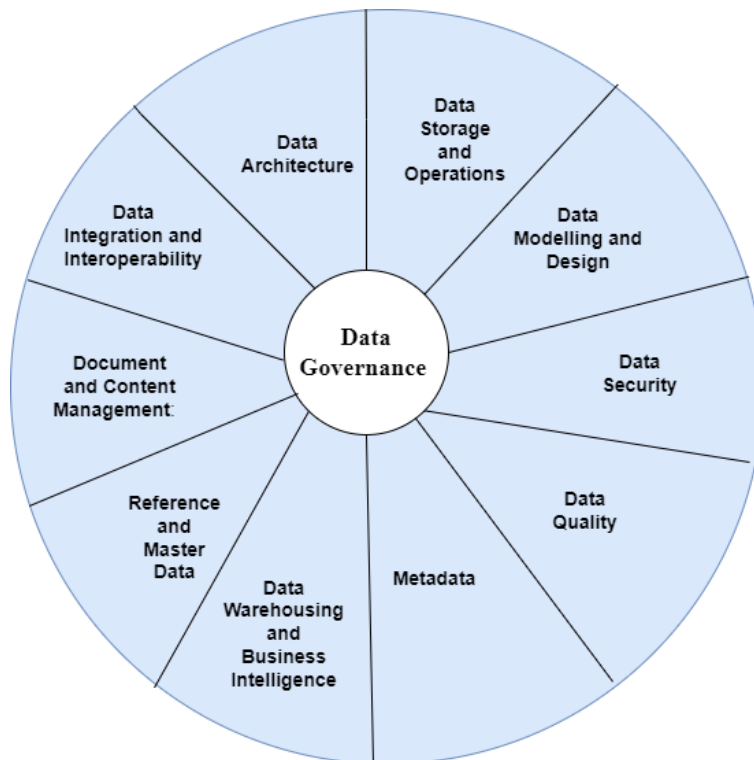 Data
Architecture
Data
Storage
and
Operations
Data
Modelling and
Design
Data
Security
Data
Quality
Metadata
Data
Warehousing
and
Business
Intelligence
Reference
and
Master
Data
Document
and Content
Management:
Data
Integration and
Interoperability
Data
Governance